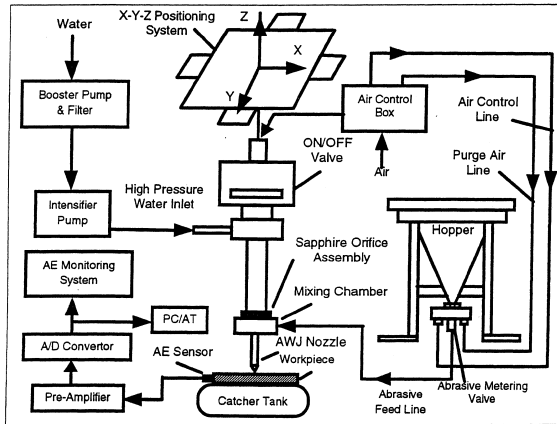 Water
X-Y-Z Positioning
System
Z
X
Y
Booster Pump
& Filter
Air Control
Box
Air Control
Line
ON/OFF
Valve
Air
Purge Air
Line
High Pressure
Water Inlet
Intensifier
Pump
Hopper
Sapphire Orifice
Assembly
AE Monitoring
System
Mixing Chamber
PC/AT
A/D Convertor
AWJ Nozzle
AE Sensor
Workpiece
Abrasive
Feed Line
Abrasive Metering
Valve
Pre-Amplifier
Catcher Tank